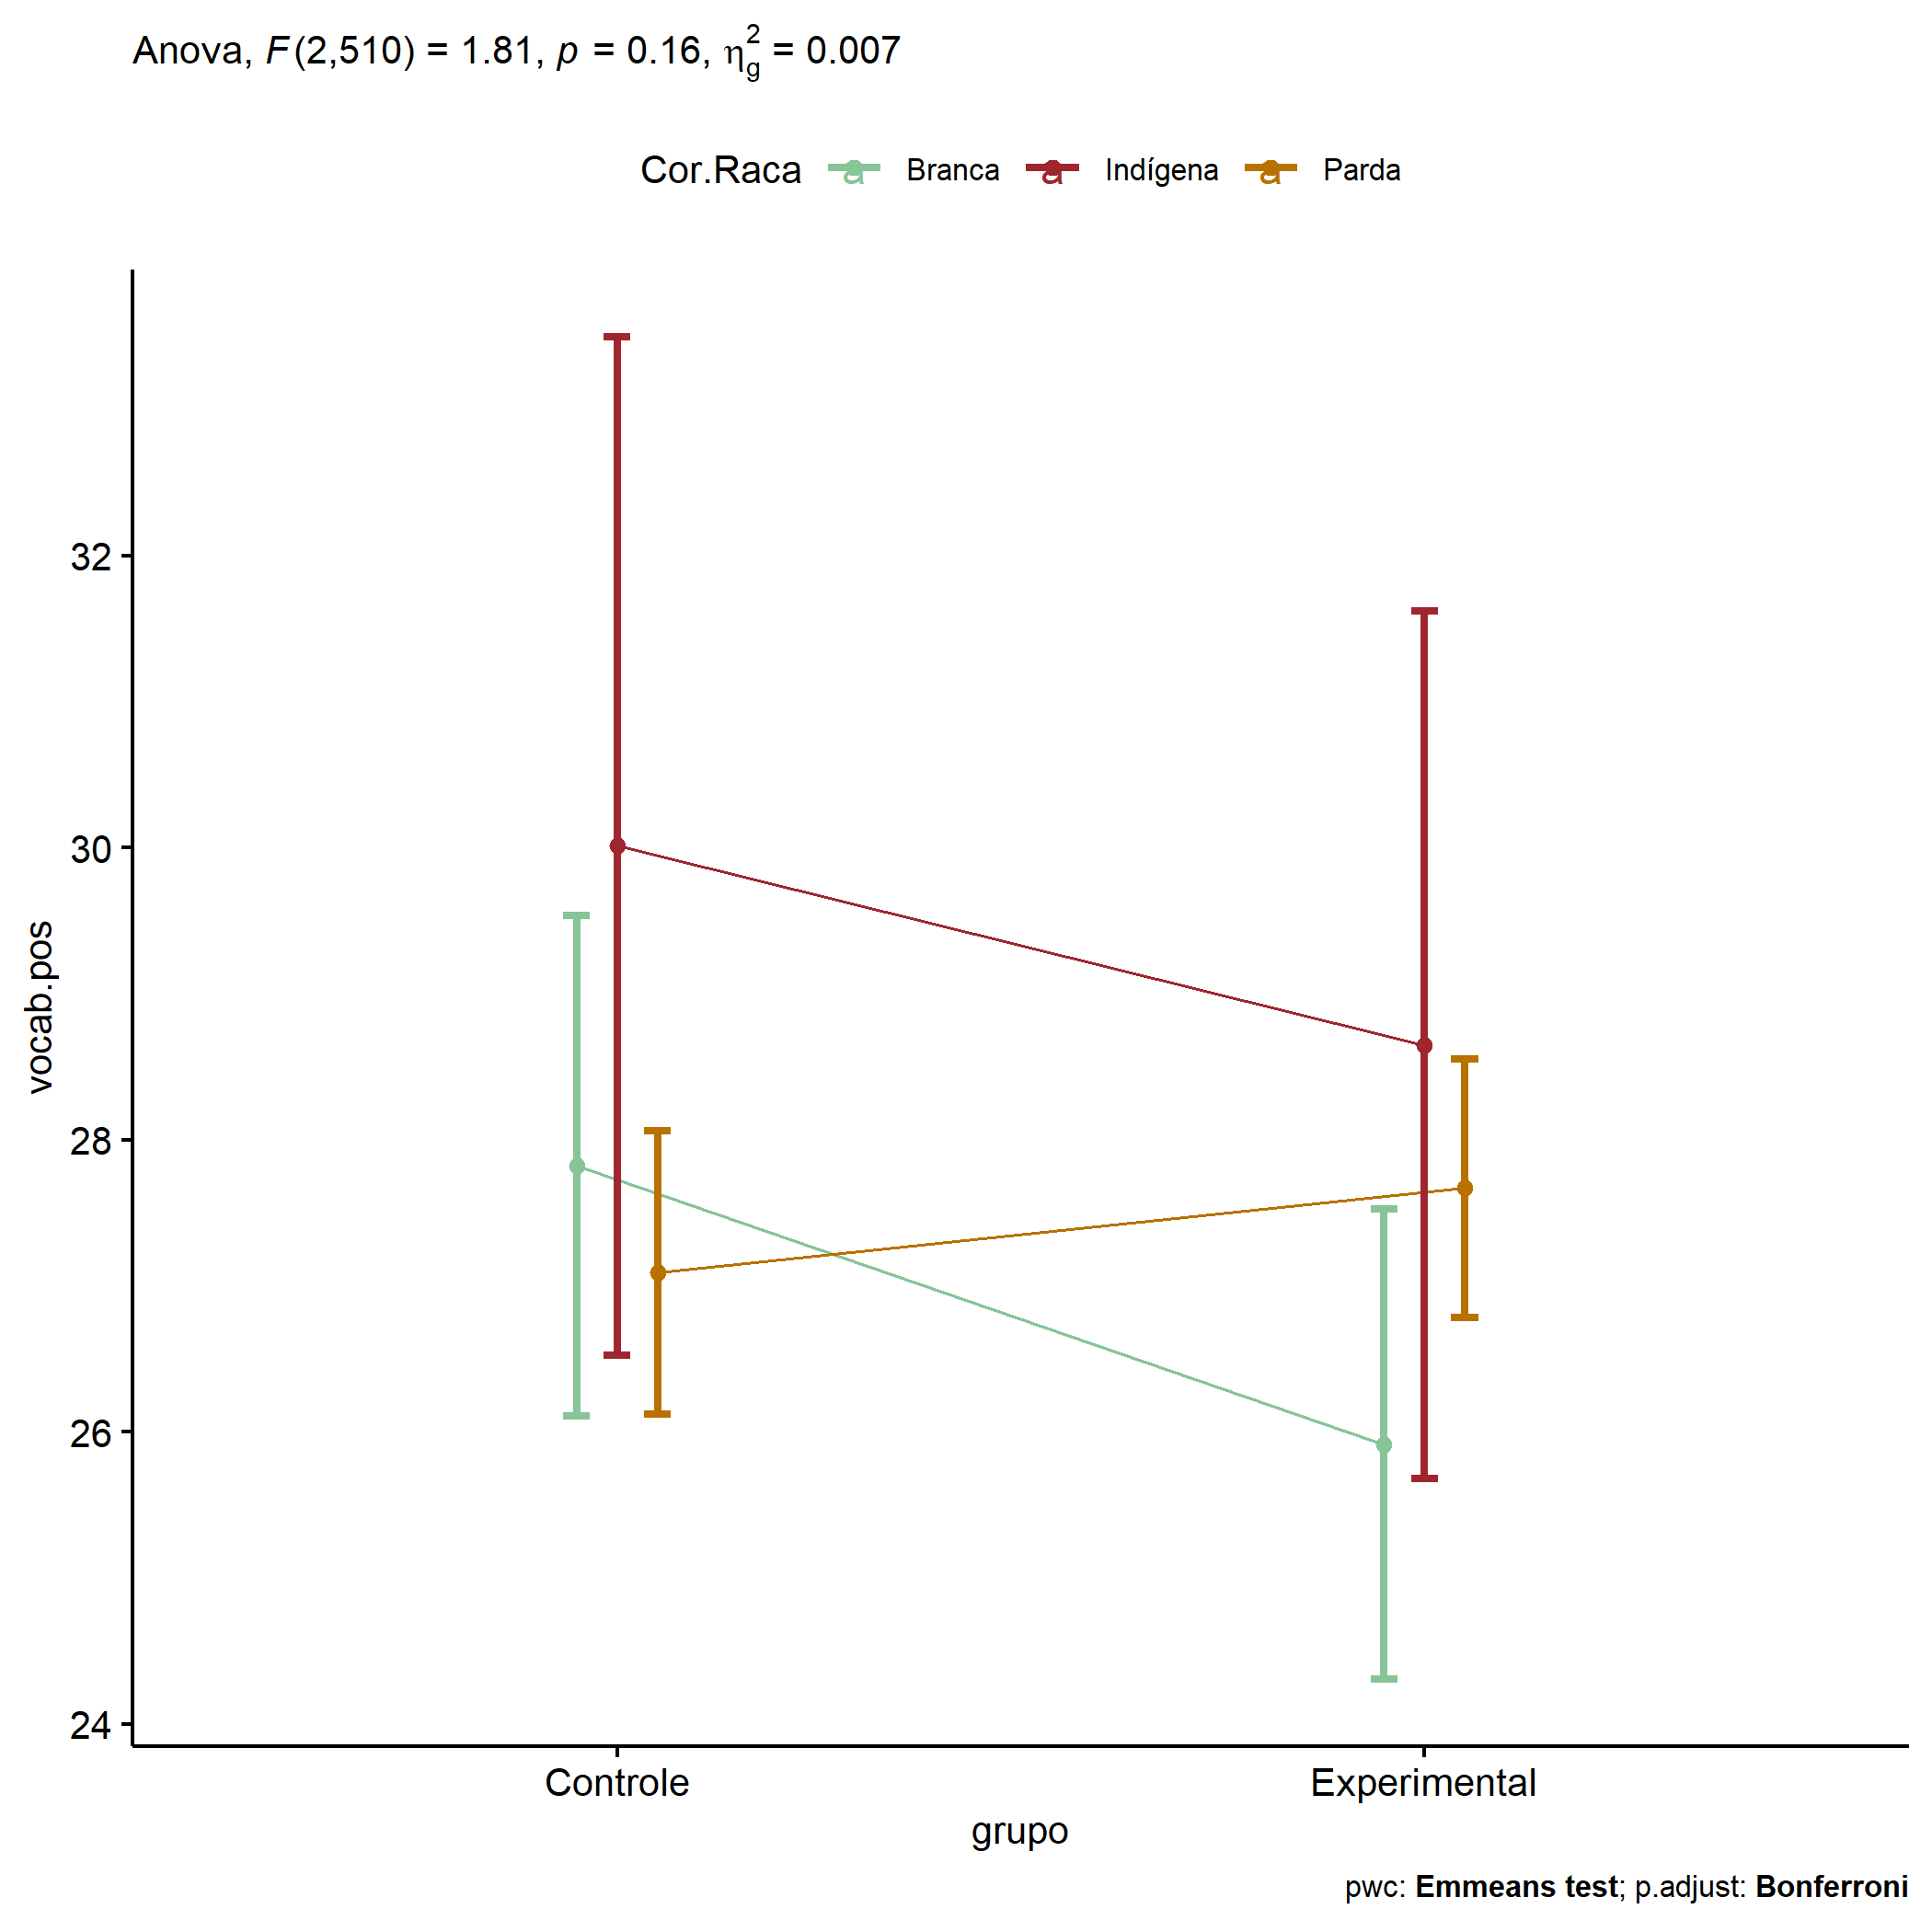 Anova, F(2,510) = 1.81, p = 0.16, η²g = 0.007
Cor.Raca a Branca a Indígena a Parda
32
30
28
26
24
vocab.pos
Controle Experimental
grupo
pwc: Emmeans test; p.adjust: Bonferroni